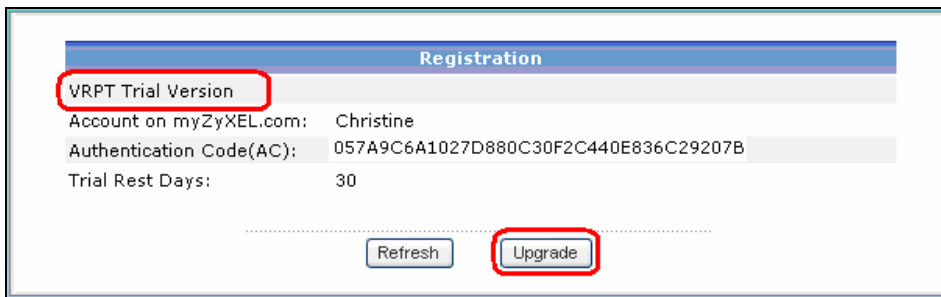 Registration
VRPT Trial Version
Account on myZyXEL.com: Christine
Authentication Code(AC): 057A9C6A1027D880C30F2C440E836C29207B
Trial Rest Days: 30
Refresh Upgrade